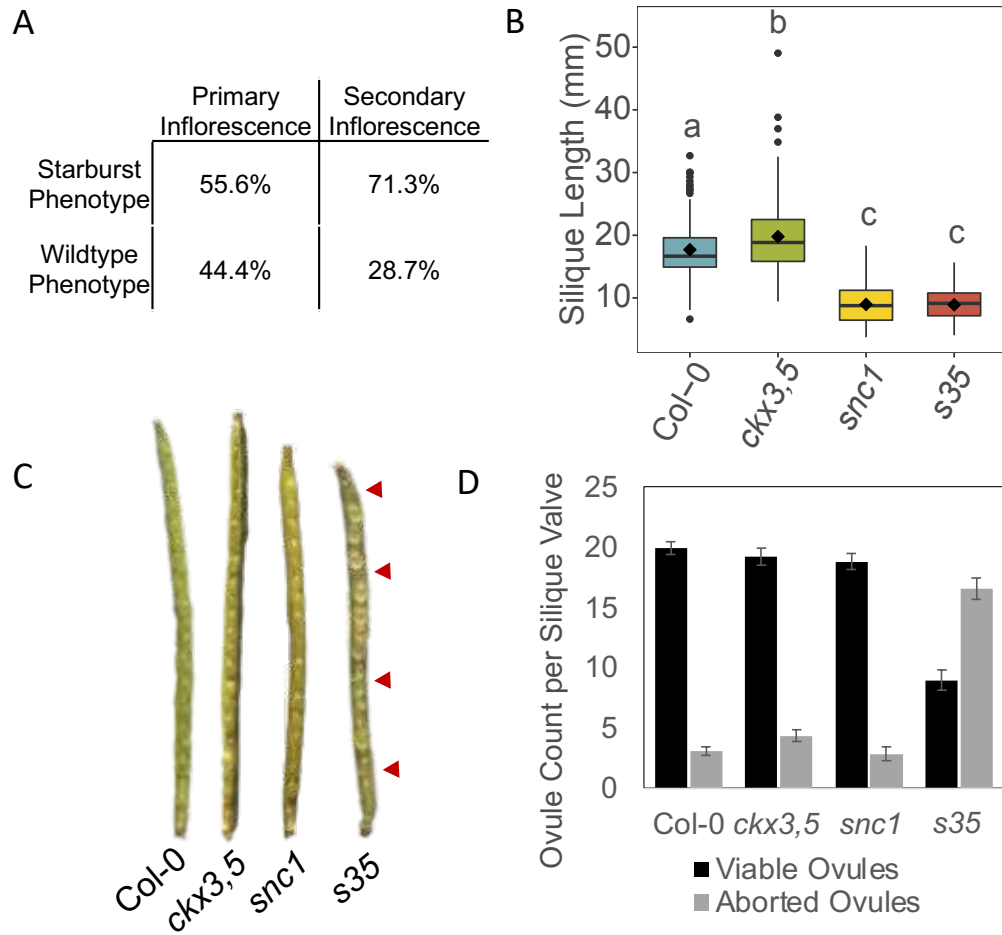 A
Primary
Inflorescence
Secondary
Inflorescence
Starburst
Phenotype
55.6%
71.3%
Wildtype
Phenotype
44.4%
28.7%
B
Silique Length (mm)
50
40
30
20
10
a
b
c
c
Col-0
ckx3,5
snc1
s35
C
Col-0
ckx3,5
snc1
s35
D
Ovule Count per Silique Valve
25
20
15
10
5
0
Col-0 ckx3,5 snc1 s35
Viable Ovules
Aborted Ovules